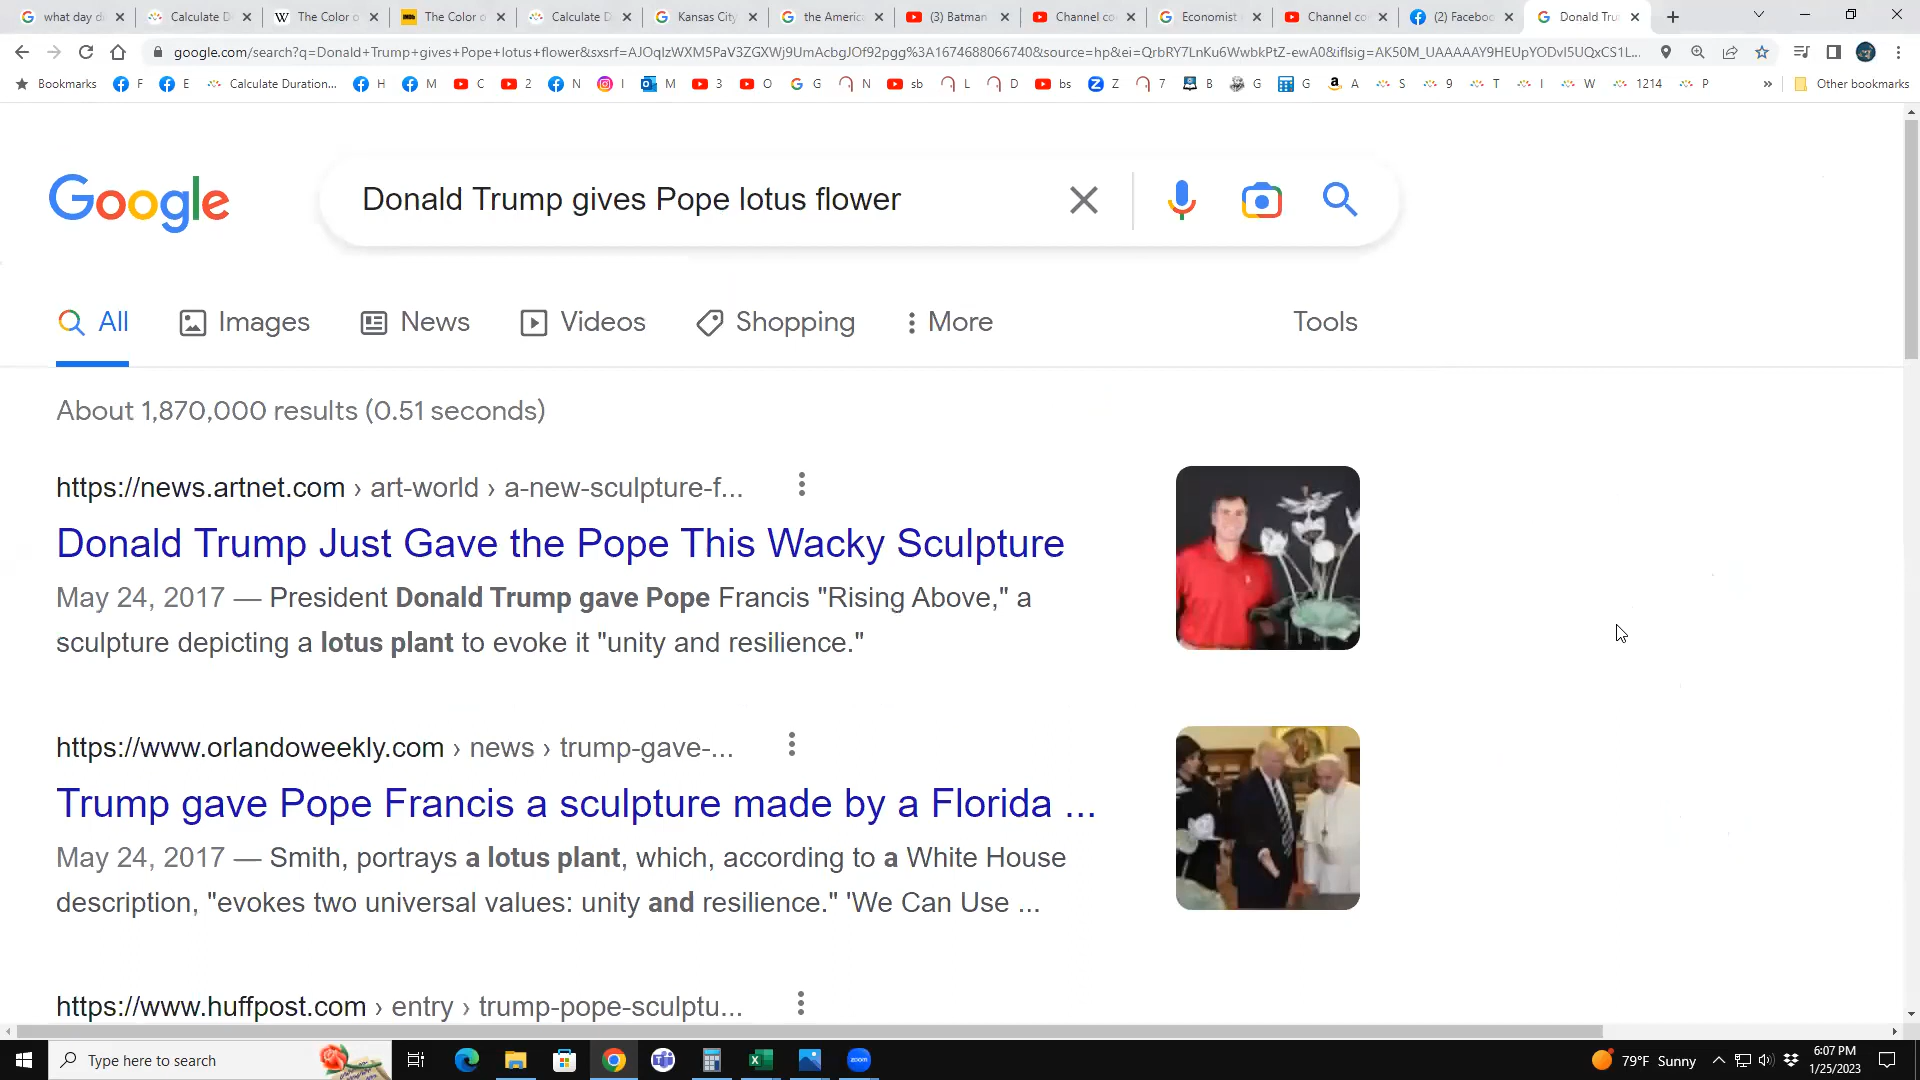 what day d
Calculate D
The Color o
The Color o
Calculate D
Kansas City
the Americ
(3) Batman
Channel co
Economist
Channel co
(2) Facebo
Donald Tru
google.com/search?q=Donald+Trump+gives+Pope+lotus+flower&sxsrf=AJOqlzWXM5PaV3ZGXWj9UmAcbgJOf92pgg%3A1674688066740&source=hp&ei=QrbRY7LnKu6WwbkPtZ-ewA0&iflsig=AK50M_UAAAAAY9HEUpYODvI5UQxCS1L...
Bookmarks
F
E
Calculate Duration...
H
M
C
2
N
I
M
3
O
G
N
sb
L
D
bs
Z
7
B
G
G
A
S
9
T
I
W
1214
P
»
Other bookmarks
Google
Donald Trump gives Pope lotus flower
All
Images
News
Videos
Shopping
More
Tools
About 1,870,000 results (0.51 seconds)
https://news.artnet.com › art-world › a-new-sculpture-f...
Donald Trump Just Gave the Pope This Wacky Sculpture
May 24, 2017 — President Donald Trump gave Pope Francis "Rising Above," a
sculpture depicting a lotus plant to evoke it "unity and resilience."
https://www.orlandoweekly.com › news › trump-gave-...
Trump gave Pope Francis a sculpture made by a Florida ...
May 24, 2017 — Smith, portrays a lotus plant, which, according to a White House
description, "evokes two universal values: unity and resilience." 'We Can Use ...
https://www.huffpost.com › entry › trump-pope-sculptu...
Type here to search
zoom
79°F Sunny
6:07 PM
1/25/2023